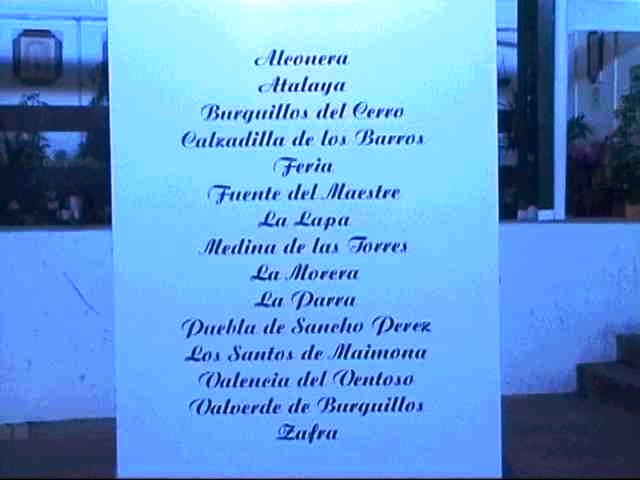 Alconera
Atalaya
Burguillos del Cerro
Calzadilla de los Barros
Feria
Fuente del Maestre
La Lapa
Medina de las Torres
La Morera
La Parra
Puebla de Sancho Perez
Los Santos de Maimona
Valencia del Ventoso
Valverde de Burguillos
Zafra